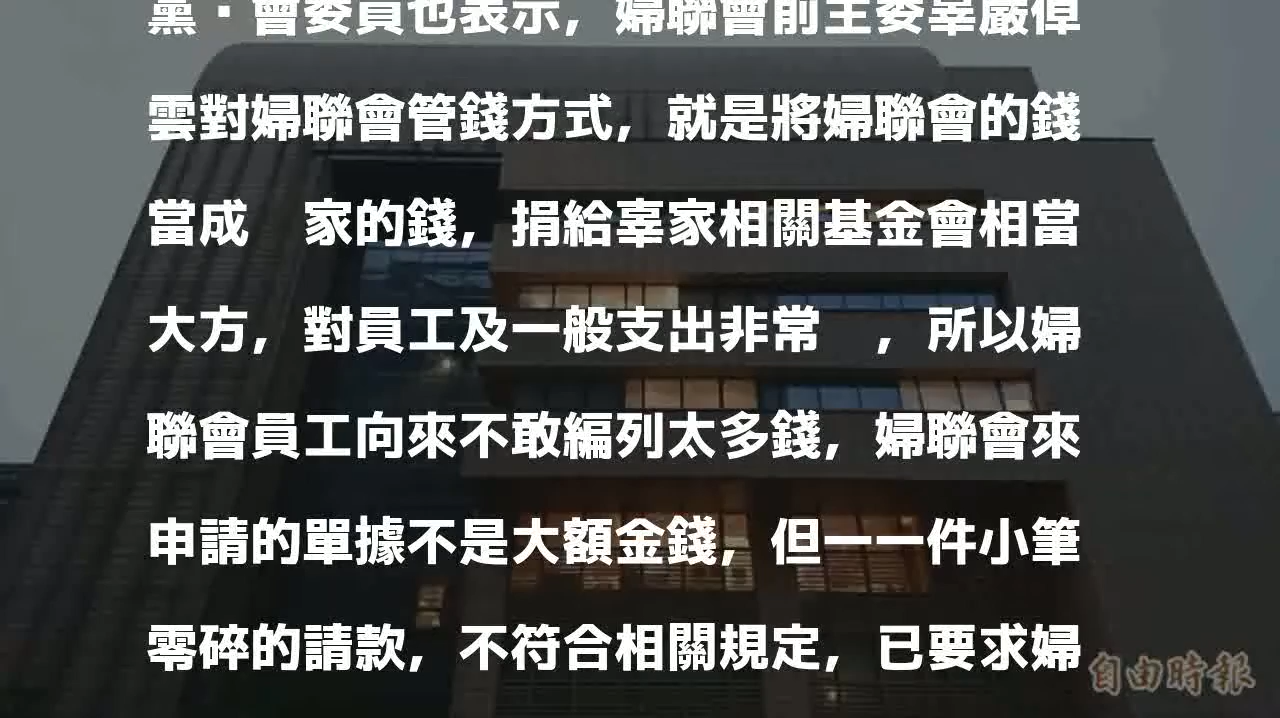 黨·會委員也表示，婦聯會前主委辜嚴倬
雲對婦聯會管錢方式，就是將婦聯會的錢
當成　家的錢，捐給辜家相關基金會相當
大方，對員工及一般支出非常　，所以婦
聯會員工向來不敢編列太多錢，婦聯會來
申請的單據不是大額金錢，但一一件小筆
零碎的請款，不符合相關規定，已要求婦
自由時報